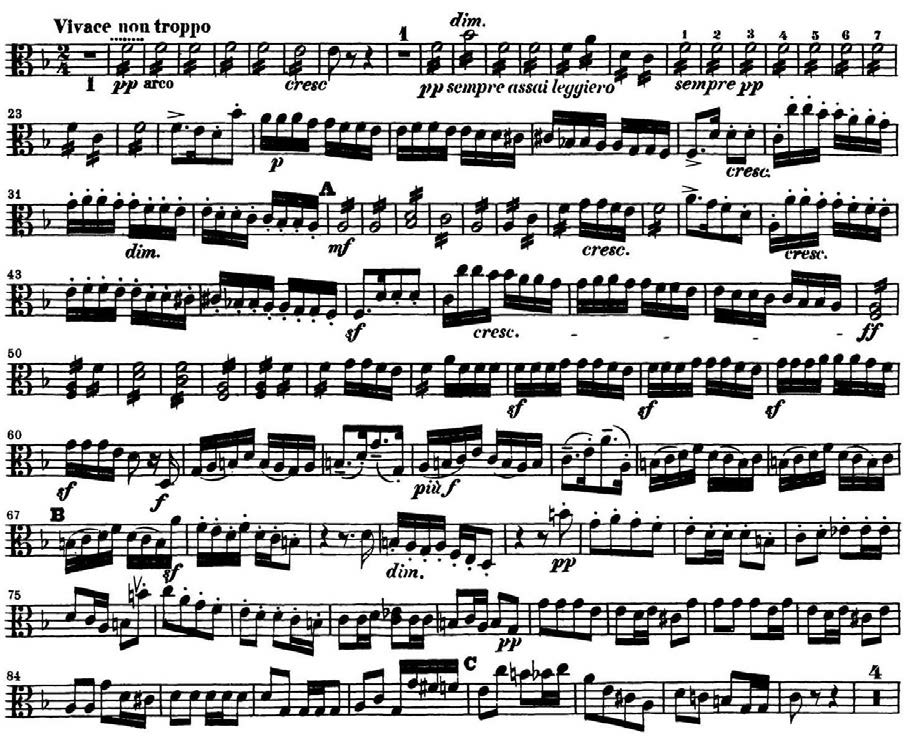 Vivace non troppo
1 dim. 1 2 3 4 5 6 7
2 4
1 pp arco cresc pp sempre assai leggiero sempre pp
23
p cresc.
31 A
dim. mf cresc. cresc.
43
sf cresc. ff
50
sf sf sf
60
sf f più f
B
67
sf dim. pp
75
pp
84 C 4